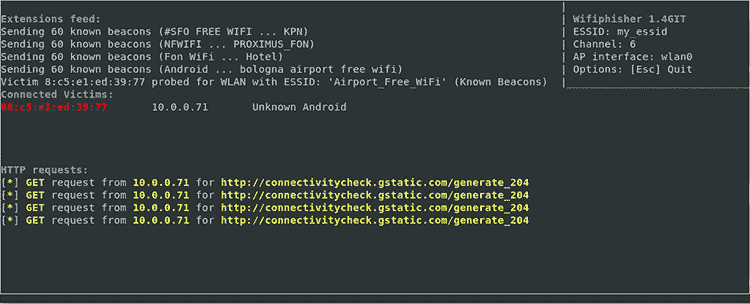 Extensions feed:
Sending 60 known beacons (#SFO FREE WIFI ... KPN)
Sending 60 known beacons (NFWIFI ... PROXIMUS_FON)
Sending 60 known beacons (Fon WiFi ... Hotel)
Sending 60 known beacons (Android ... bologna airport free wifi)
Victim 8:c5:e1:ed:39:77 probed for WLAN with ESSID: 'Airport_Free_WiFi' (Known Beacons)
Wifiphisher 1.4GIT
ESSID: my_essid
Channel: 6
AP interface: wlan0
Options: [Esc] Quit
Connected Victims:
08:c5:e1:ed:39:77 10.0.0.71 Unknown Android
HTTP requests:
[*] GET request from 10.0.0.71 for http://connectivitycheck.gstatic.com/generate_204
[*] GET request from 10.0.0.71 for http://connectivitycheck.gstatic.com/generate_204
[*] GET request from 10.0.0.71 for http://connectivitycheck.gstatic.com/generate_204
[*] GET request from 10.0.0.71 for http://connectivitycheck.gstatic.com/generate_204